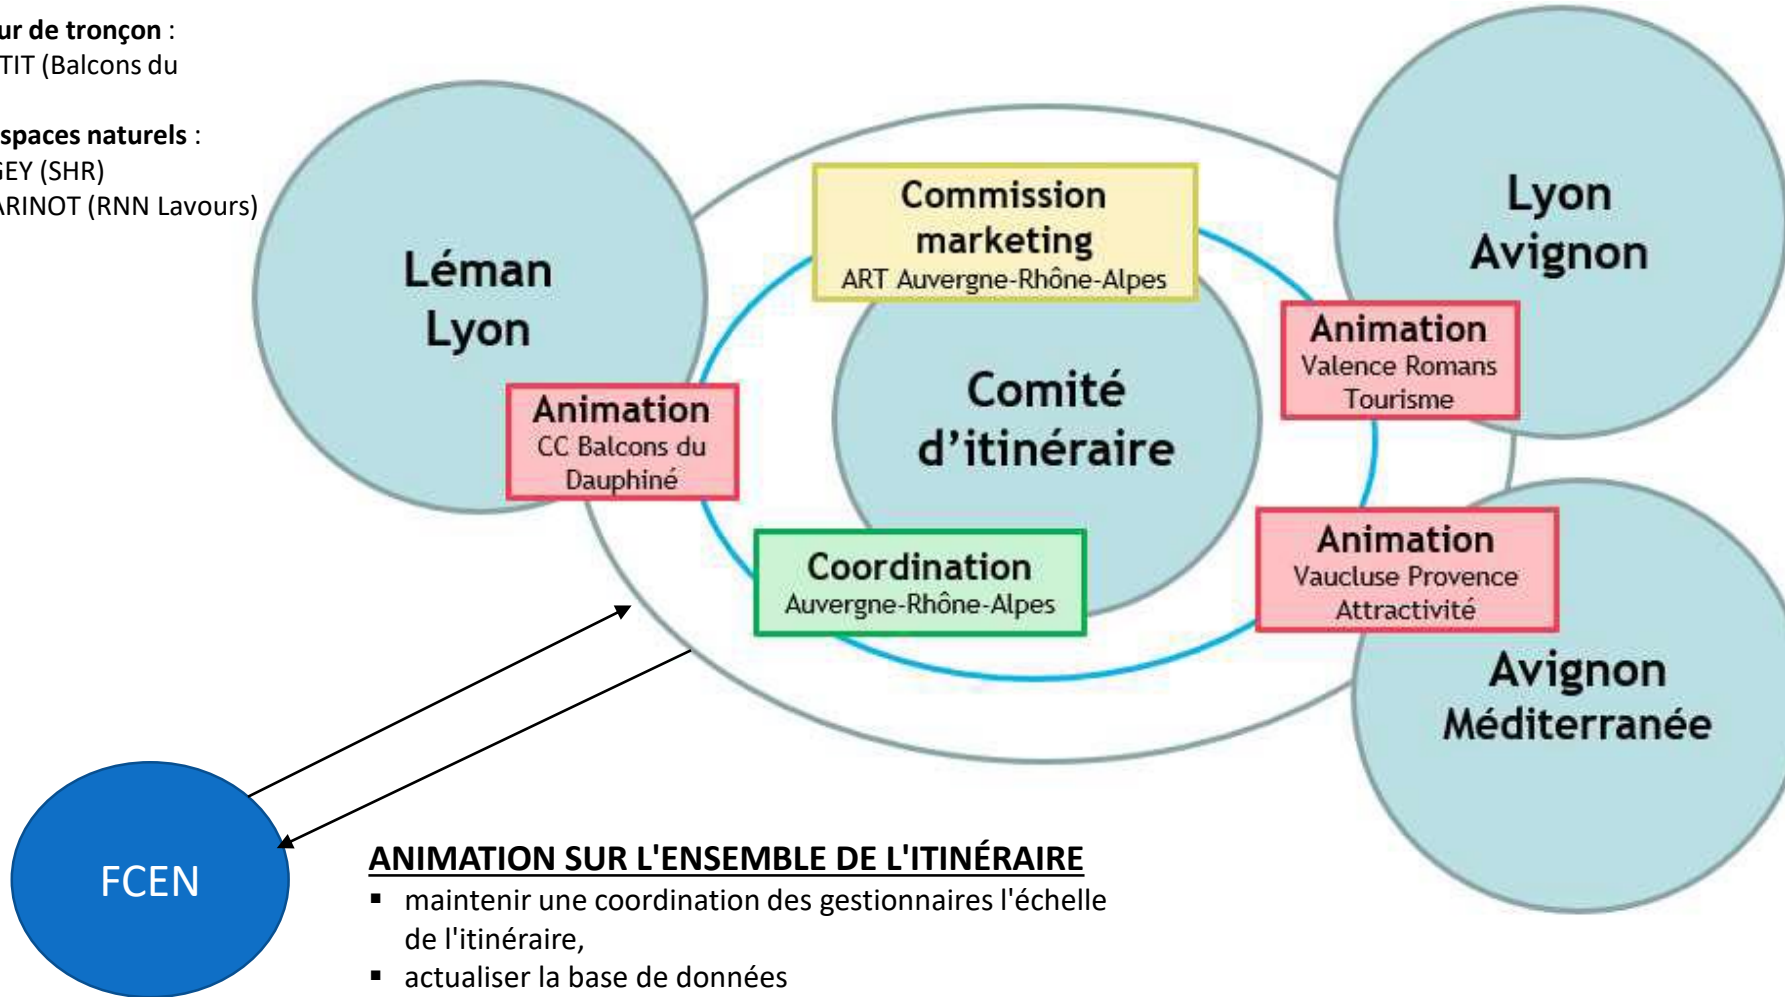 ur de tronçon :
TIT (Balcons du
spaces naturels :
GEY (SHR)
ARINOT (RNN Lavours)
Léman
Lyon
Commission
marketing
ART Auvergne-Rhône-Alpes
Lyon
Avignon
Animation
Valence Romans
Tourisme
Comité
d'itinéraire
Animation
CC Balcons du
Dauphiné
Coordination
Auvergne-Rhône-Alpes
Animation
Vaucluse Provence
Attractivité
Avignon
Méditerranée
FCEN
ANIMATION SUR L'ENSEMBLE DE L'ITINÉRAIRE
▪ maintenir une coordination des gestionnaires l'échelle
de l'itinéraire,
▪ actualiser la base de données